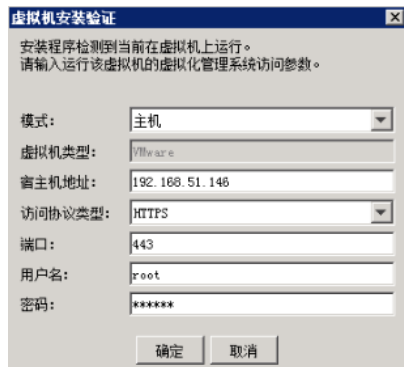 虚拟机安装验证
安装程序检测到当前在虚拟机上运行。
请输入运行该虚拟机的虚拟化管理系统访问参数。
模式: 主机
虚拟机类型: VMware
宿主机地址: 192.168.51.146
访问协议类型: HTTPS
端口: 443
用户名: root
密码: ******
确定 取消